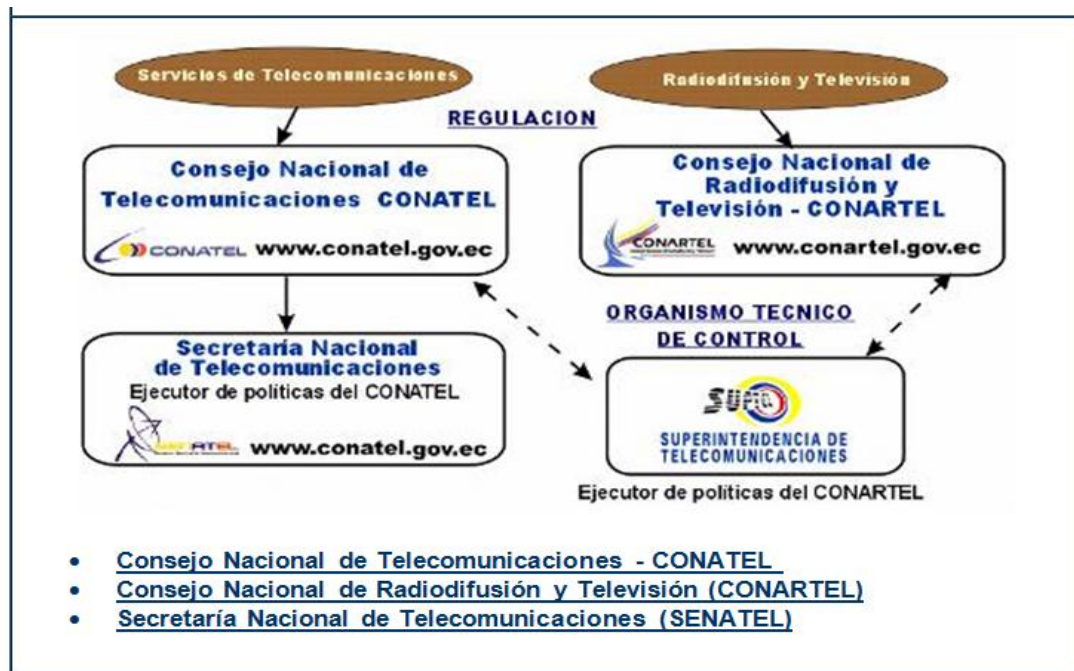 Servicios de Telecomunicaciones
Radiodifusión y Televisión
REGULACION
Consejo Nacional de
Telecomunicaciones CONATEL
CONATEL www.conatel.gov.ec
Consejo Nacional de
Radiodifusión y
Televisión - CONARTEL
CONARTEL www.conartel.gov.ec
ORGANISMO TECNICO
DE CONTROL
Secretaría Nacional
de Telecomunicaciones
Ejecutor de políticas del CONATEL
www.conatel.gov.ec
SUPERINTENDENCIA DE
TELECOMUNICACIONES
Ejecutor de políticas del CONARTEL
• Consejo Nacional de Telecomunicaciones - CONATEL
• Consejo Nacional de Radiodifusión y Televisión (CONARTEL)
• Secretaría Nacional de Telecomunicaciones (SENATEL)